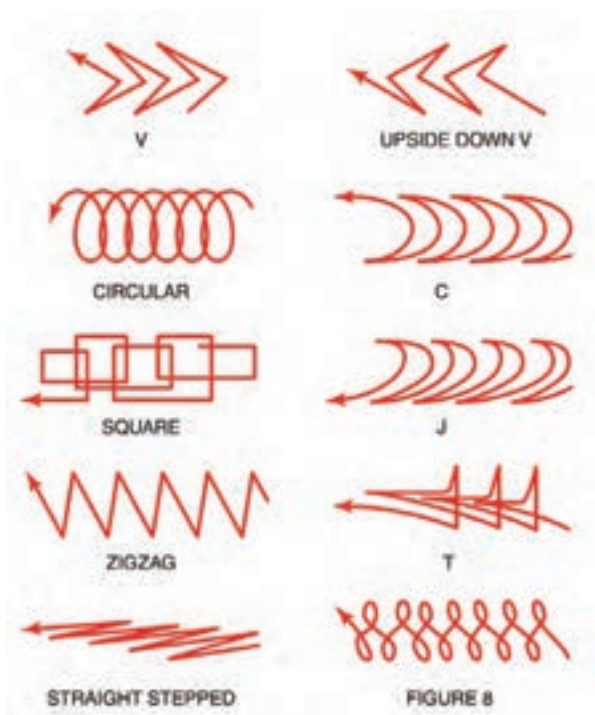 V
UPSIDE DOWN V
CIRCULAR
C
SQUARE
J
ZIGZAG
T
STRAIGHT STEPPED
FIGURE 8